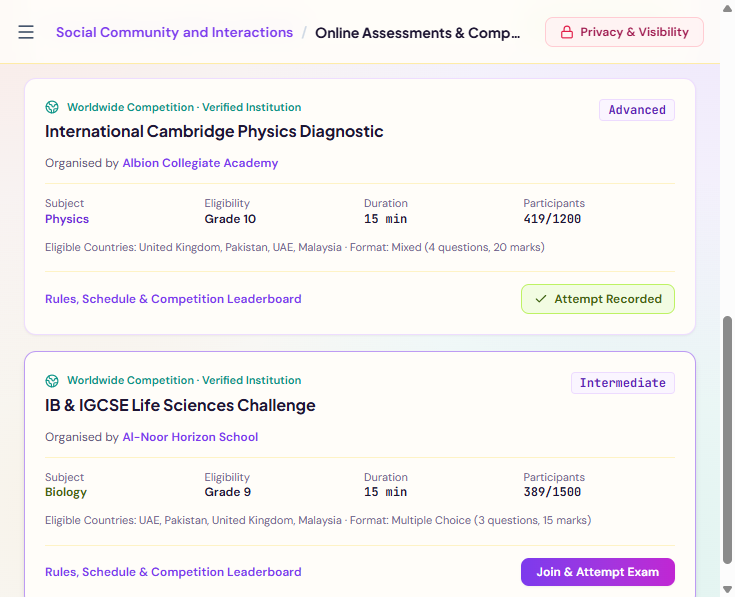 Social Community and Interactions / Online Assessments & Comp...
Privacy & Visibility
Worldwide Competition · Verified Institution
Advanced
International Cambridge Physics Diagnostic
Organised by Albion Collegiate Academy
Subject Eligibility Duration Participants
Physics Grade 10 15 min 419/1200
Eligible Countries: United Kingdom, Pakistan, UAE, Malaysia · Format: Mixed (4 questions, 20 marks)
Rules, Schedule & Competition Leaderboard
Attempt Recorded
Worldwide Competition · Verified Institution
Intermediate
IB & IGCSE Life Sciences Challenge
Organised by Al-Noor Horizon School
Subject Eligibility Duration Participants
Biology Grade 9 15 min 389/1500
Eligible Countries: UAE, Pakistan, United Kingdom, Malaysia · Format: Multiple Choice (3 questions, 15 marks)
Rules, Schedule & Competition Leaderboard
Join & Attempt Exam